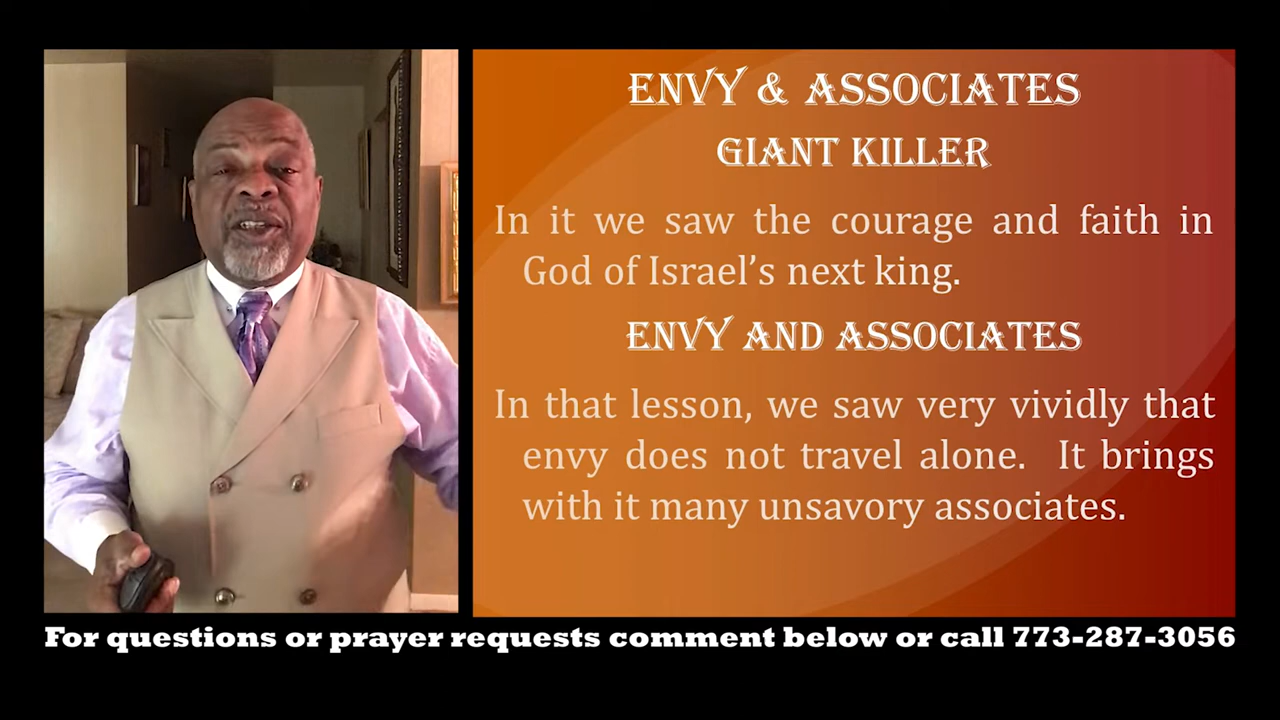 ENVY & ASSOCIATES
GIANT KILLER
In it we saw the courage and faith in
God of Israel’s next king.
ENVY AND ASSOCIATES
In that lesson, we saw very vividly that
envy does not travel alone.  It brings
with it many unsavory associates.
For questions or prayer requests comment below or call 773-287-3056